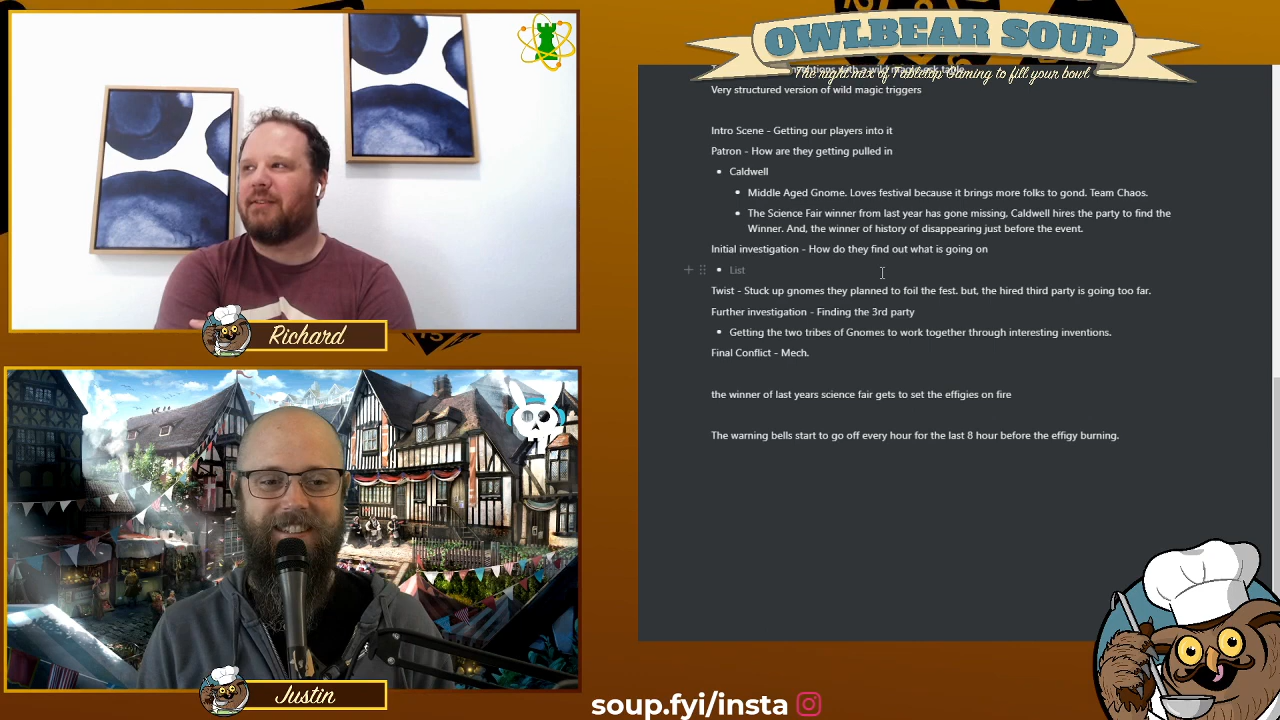 OWLBEAR SOUP
The right mix of Tabletop Gaming to fill your bowl.
Very structured version of wild magic triggers
Intro Scene - Getting our players into it
Patron - How are they getting pulled in
Caldwell
Middle Aged Gnome. Loves festival because it brings more folks to gond. Team Chaos.
The Science Fair winner from last year has gone missing, Caldwell hires the party to find the
Winner. And, the winner of history of disappearing just before the event.
Initial investigation - How do they find out what is going on
List
Twist - Stuck up gnomes they planned to foil the fest. but, the hired third party is going too far.
Further investigation - Finding the 3rd party
Getting the two tribes of Gnomes to work together through interesting inventions.
Final Conflict - Mech.
the winner of last years science fair gets to set the effigies on fire
The warning bells start to go off every hour for the last 8 hour before the effigy burning.
Richard
Justin
soup.fyi/insta